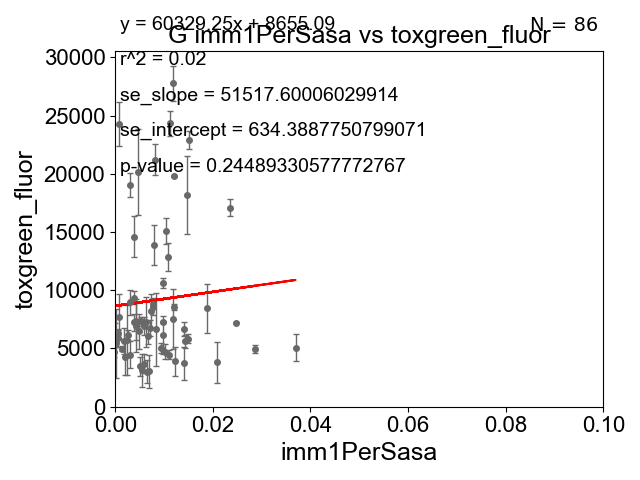 y = 60329.25x + 8655.09
N = 86
G imm1PerSasa vs toxgreen_fluor
r^2 = 0.02
se_slope = 51517.60006029914
se_intercept = 634.3887750799071
p-value = 0.24489330577772767
30000
25000
20000
15000
10000
5000
0
toxgreen_fluor
0.00
0.02
0.04
0.06
0.08
0.10
imm1PerSasa